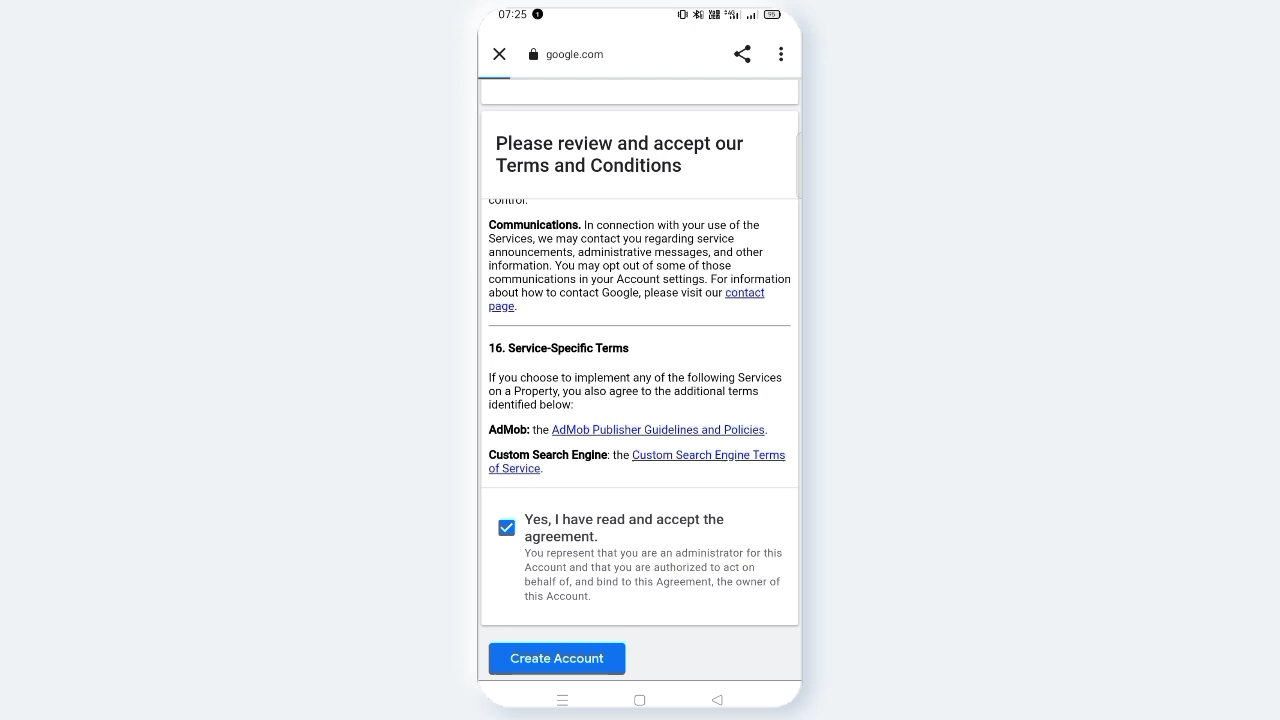 07:25 1
95
google.com
Please review and accept our
Terms and Conditions
control.
Communications. In connection with your use of the
Services, we may contact you regarding service
announcements, administrative messages, and other
information. You may opt out of some of those
communications in your Account settings. For information
about how to contact Google, please visit our contact
page.
16. Service-Specific Terms
If you choose to implement any of the following Services
on a Property, you also agree to the additional terms
identified below:
AdMob: the AdMob Publisher Guidelines and Policies.
Custom Search Engine: the Custom Search Engine Terms
of Service.
Yes, I have read and accept the
agreement.
You represent that you are an administrator for this
Account and that you are authorized to act on
behalf of, and bind to this Agreement, the owner of
this Account.
Create Account